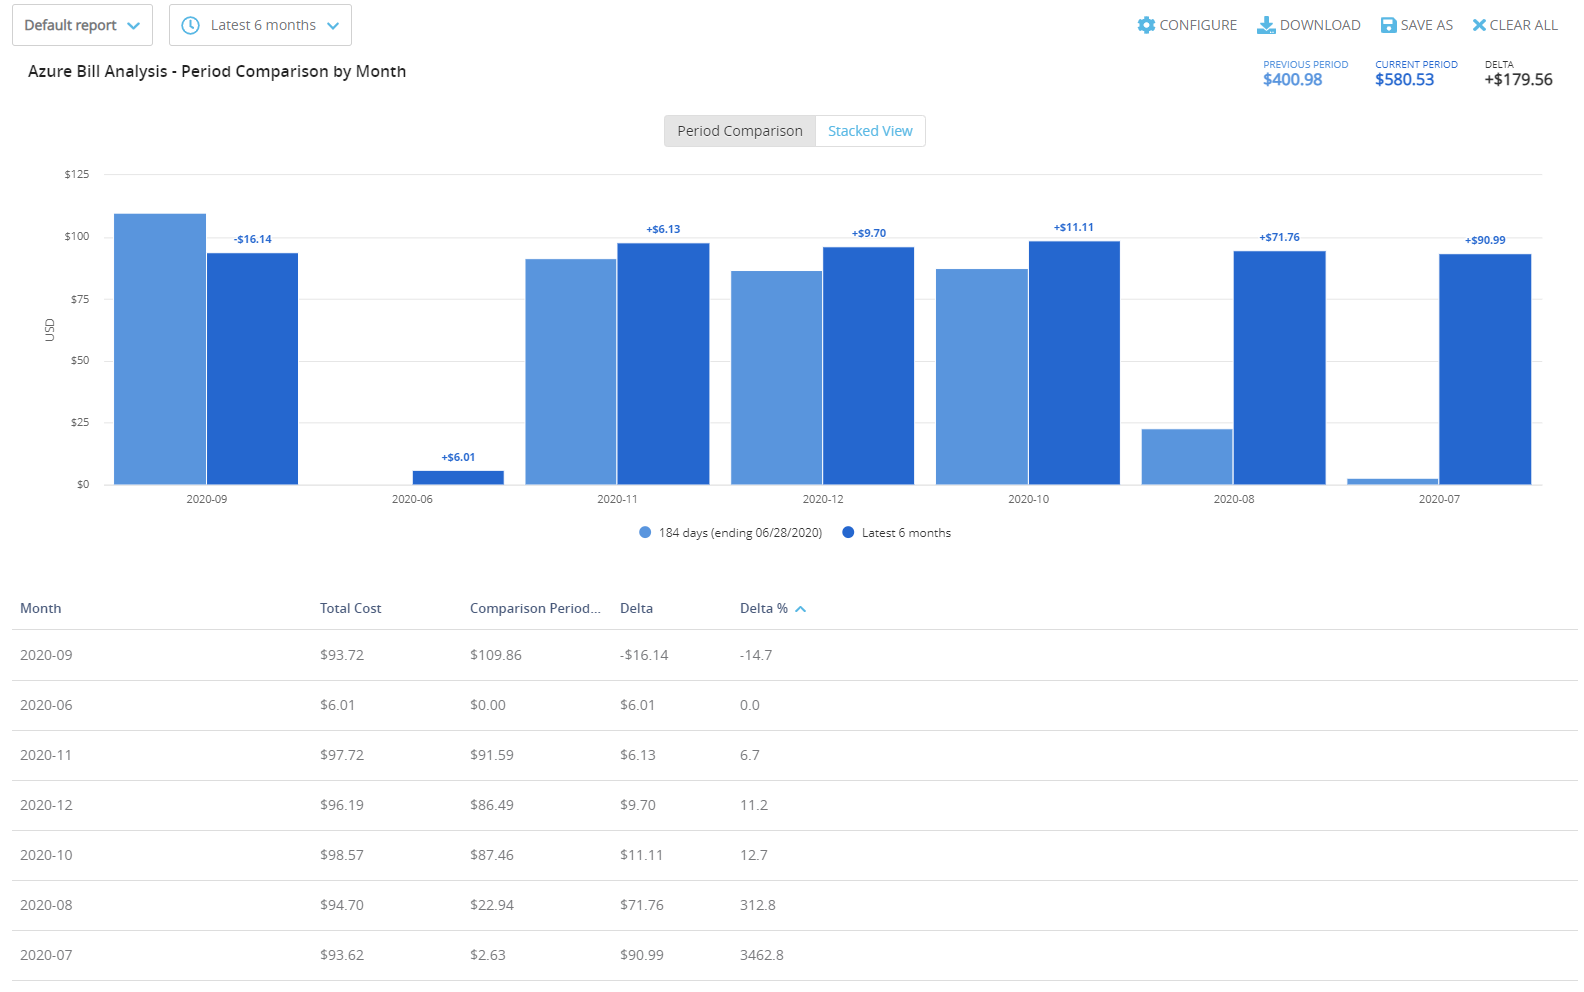 Default report
Latest 6 months
CONFIGURE
DOWNLOAD
SAVE AS
CLEAR ALL
Azure Bill Analysis - Period Comparison by Month
PREVIOUS PERIOD
$400.98
CURRENT PERIOD
$580.53
DELTA
+$179.56
Period Comparison
Stacked View
USD
$125
$100
$75
$50
$25
$0
-$16.14
+$6.01
+$6.13
+$9.70
+$11.11
+$71.76
+$90.99
2020-09
2020-06
2020-11
2020-12
2020-10
2020-08
2020-07
184 days (ending 06/28/2020)
Latest 6 months
Month Total Cost Comparison Period... Delta Delta %
2020-09 $93.72 $109.86 -$16.14 -14.7
2020-06 $6.01 $0.00 $6.01 0.0
2020-11 $97.72 $91.59 $6.13 6.7
2020-12 $96.19 $86.49 $9.70 11.2
2020-10 $98.57 $87.46 $11.11 12.7
2020-08 $94.70 $22.94 $71.76 312.8
2020-07 $93.62 $2.63 $90.99 3462.8